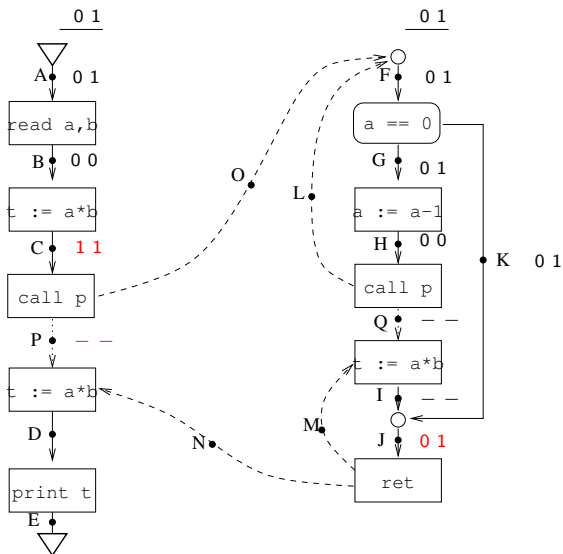 0 1
A 0 1
read a,b
B 0 0
t := a*b
C 1 1
call p
P – –
t := a*b
D
print t
E
O
L
N
M
0 1
F 0 1
a == 0
G 0 1
a := a-1
H 0 0
K 0 1
call p
Q – –
t := a*b
I – –
J 0 1
ret